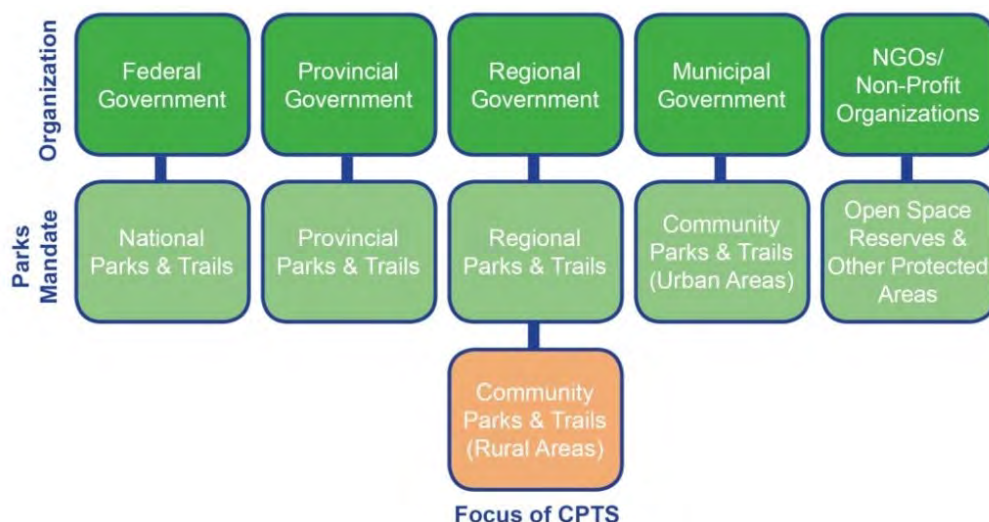 Organization
Federal
Government
Provincial
Government
Regional
Government
Municipal
Government
NGOs/
Non-Profit
Organizations
Parks
Mandate
National
Parks & Trails
Provincial
Parks & Trails
Regional
Parks & Trails
Community
Parks & Trails
(Urban Areas)
Open Space
Reserves &
Other Protected
Areas
Community
Parks & Trails
(Rural Areas)
Focus of CPTS